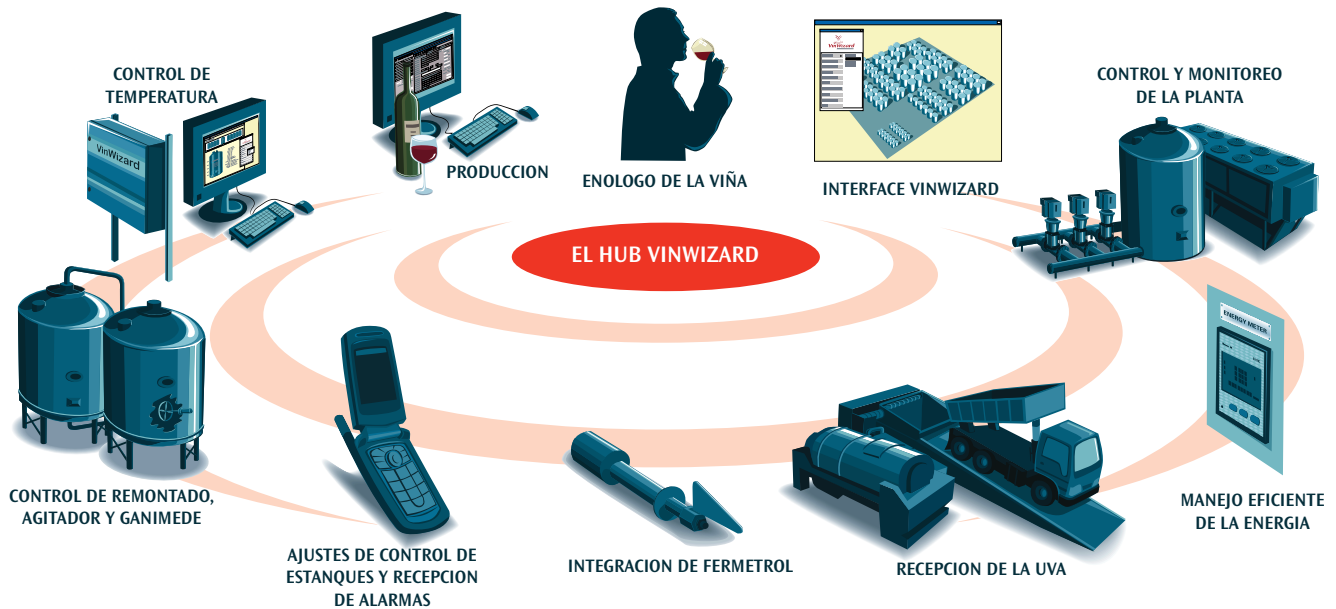 CONTROL DE
TEMPERATURA
VinWizard
PRODUCCION
ENOLOGO DE LA VIÑA
VinWizard
INTERFACE VINWIZARD
CONTROL Y MONITOREO
DE LA PLANTA
EL HUB VINWIZARD
ENERGY METER
CONTROL DE REMONTADO,
AGITADOR Y GANIMEDE
AJUSTES DE CONTROL DE
ESTANQUES Y RECEPCION
DE ALARMAS
INTEGRACION DE FERMETROL
RECEPCION DE LA UVA
MANEJO EFICIENTE
DE LA ENERGIA